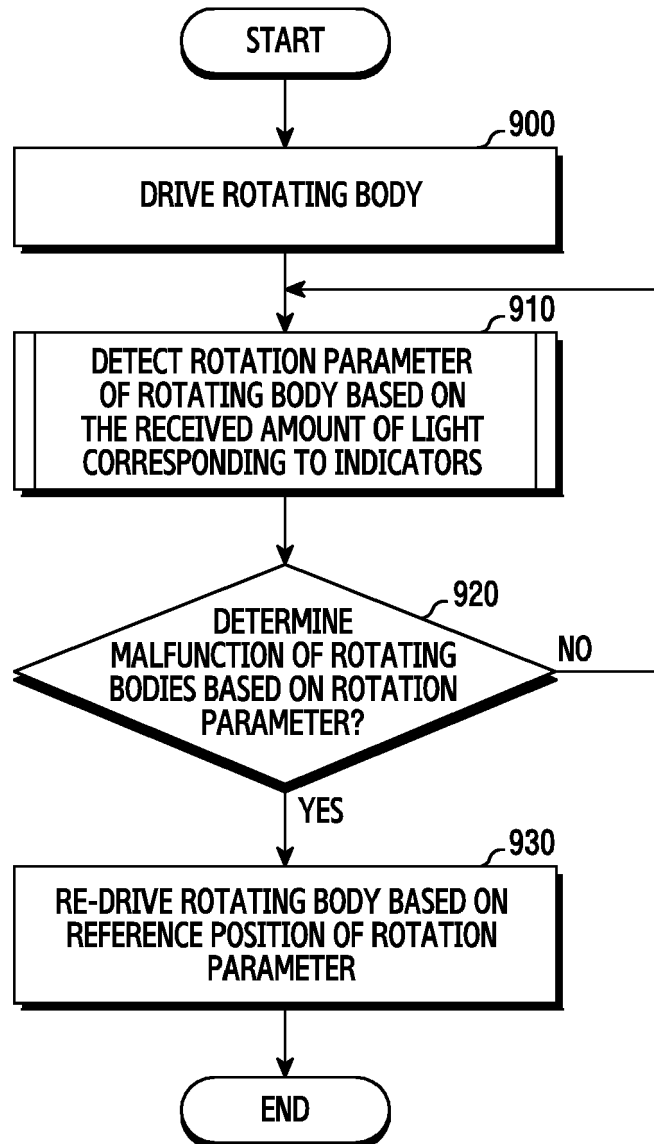 START
900
DRIVE ROTATING BODY
910
DETECT ROTATION PARAMETER
OF ROTATING BODY BASED ON
THE RECEIVED AMOUNT OF LIGHT
CORRESPONDING TO INDICATORS
920
DETERMINE
MALFUNCTION OF ROTATING
BODIES BASED ON ROTATION
PARAMETER?
NO
YES
930
RE-DRIVE ROTATING BODY BASED ON
REFERENCE POSITION OF ROTATION
PARAMETER
END